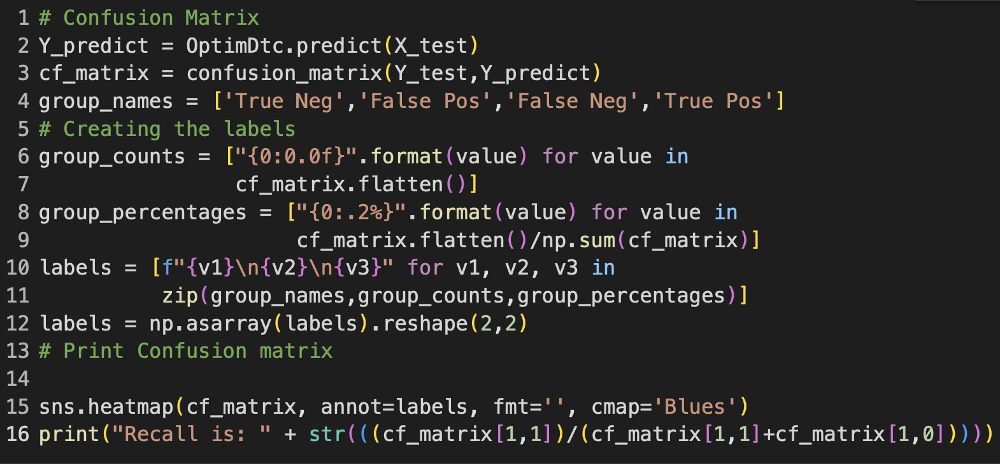 1 # Confusion Matrix
2 Y_predict = OptimDtc.predict(X_test)
3 cf_matrix = confusion_matrix(Y_test,Y_predict)
4 group_names = ['True Neg','False Pos','False Neg','True Pos']
5 # Creating the labels
6 group_counts = ["{0:0.0f}".format(value) for value in
7                 cf_matrix.flatten()]
8 group_percentages = ["{0:.2%}".format(value) for value in
9                      cf_matrix.flatten()/np.sum(cf_matrix)]
10 labels = [f"{v1}\n{v2}\n{v3}" for v1, v2, v3 in
11           zip(group_names,group_counts,group_percentages)]
12 labels = np.asarray(labels).reshape(2,2)
13 # Print Confusion matrix
14
15 sns.heatmap(cf_matrix, annot=labels, fmt='', cmap='Blues')
16 print("Recall is: " + str(((cf_matrix[1,1])/(cf_matrix[1,1]+cf_matrix[1,0]))))